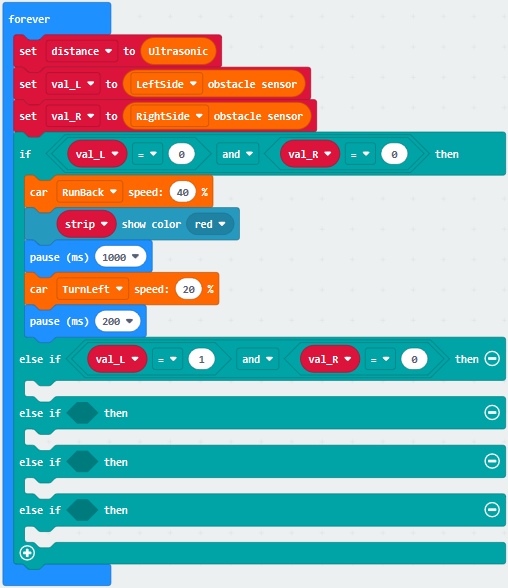 forever
set distance to Ultrasonic
set val_L to LeftSide obstacle sensor
set val_R to RightSide obstacle sensor
if val_L = 0 and val_R = 0 then
car RunBack speed: 40 %
strip show color red
pause (ms) 1000
car TurnLeft speed: 20 %
pause (ms) 200
else if val_L = 1 and val_R = 0 then
else if then
else if then
else if then